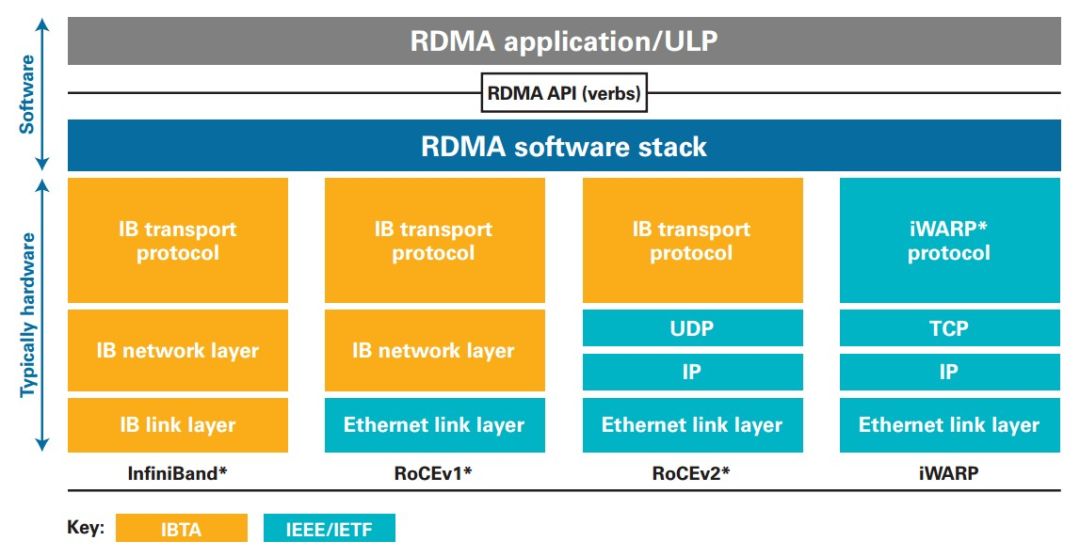 RDMA application/ULP
Software
RDMA API (verbs)
RDMA software stack
Typically hardware
IB transport
protocol
IB transport
protocol
IB transport
protocol
iWARP*
protocol
IB network layer
IB network layer
UDP
TCP
IP
IP
IB link layer
Ethernet link layer
Ethernet link layer
Ethernet link layer
InfiniBand*
RoCEv1*
RoCEv2*
iWARP
Key:
IBTA
IEEE/IETF